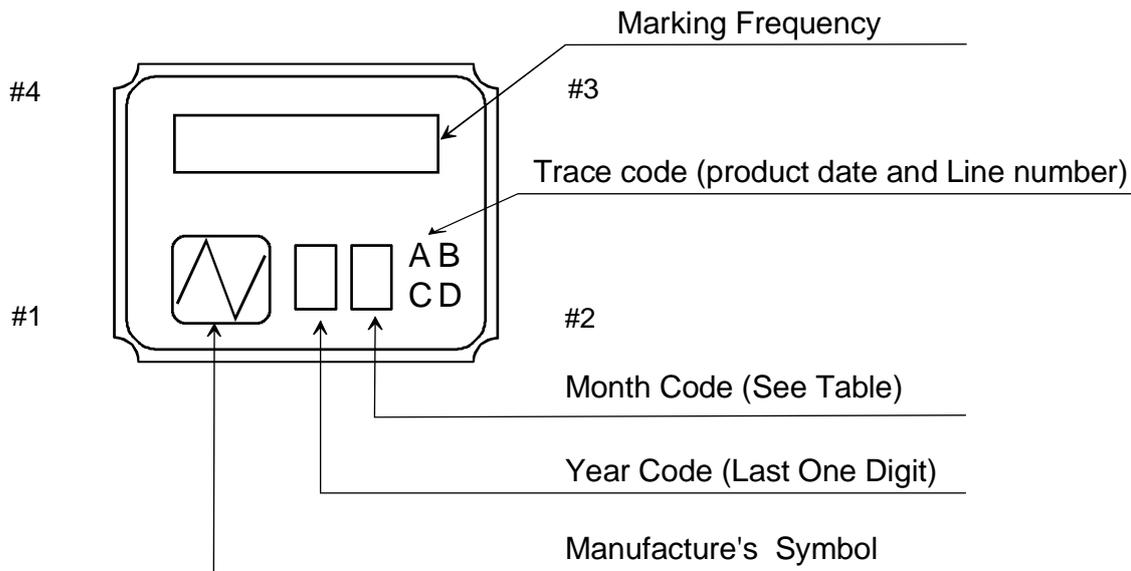 Marking Frequency
#4
#3
Trace code (product date and Line number)
A B
C D
#1
#2
Month Code (See Table)
Year Code (Last One Digit)
Manufacture's Symbol